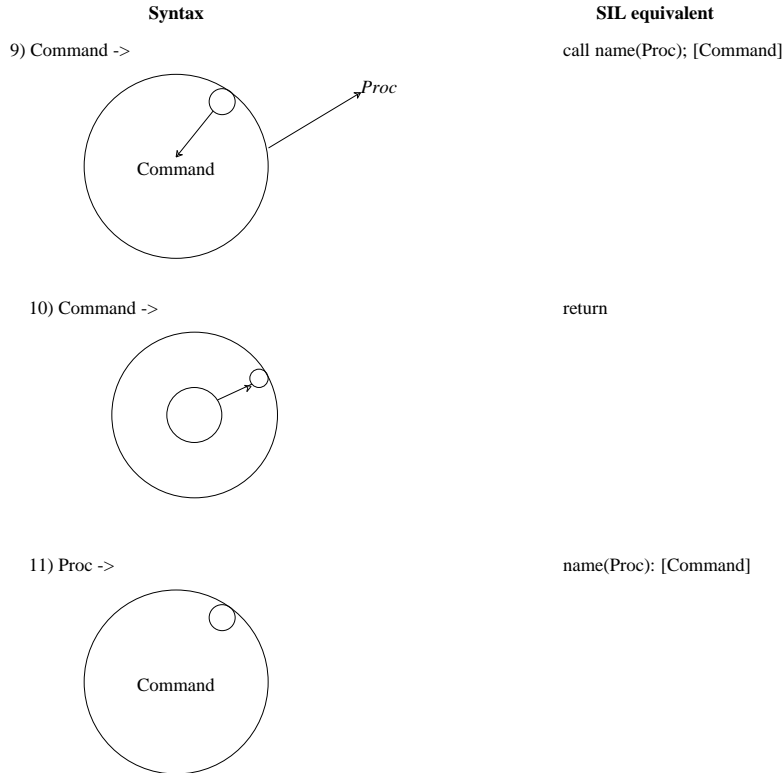 Syntax SIL equivalent
9) Command -> call name(Proc); [Command]
Proc
Command
10) Command -> return
11) Proc -> name(Proc): [Command]
Command